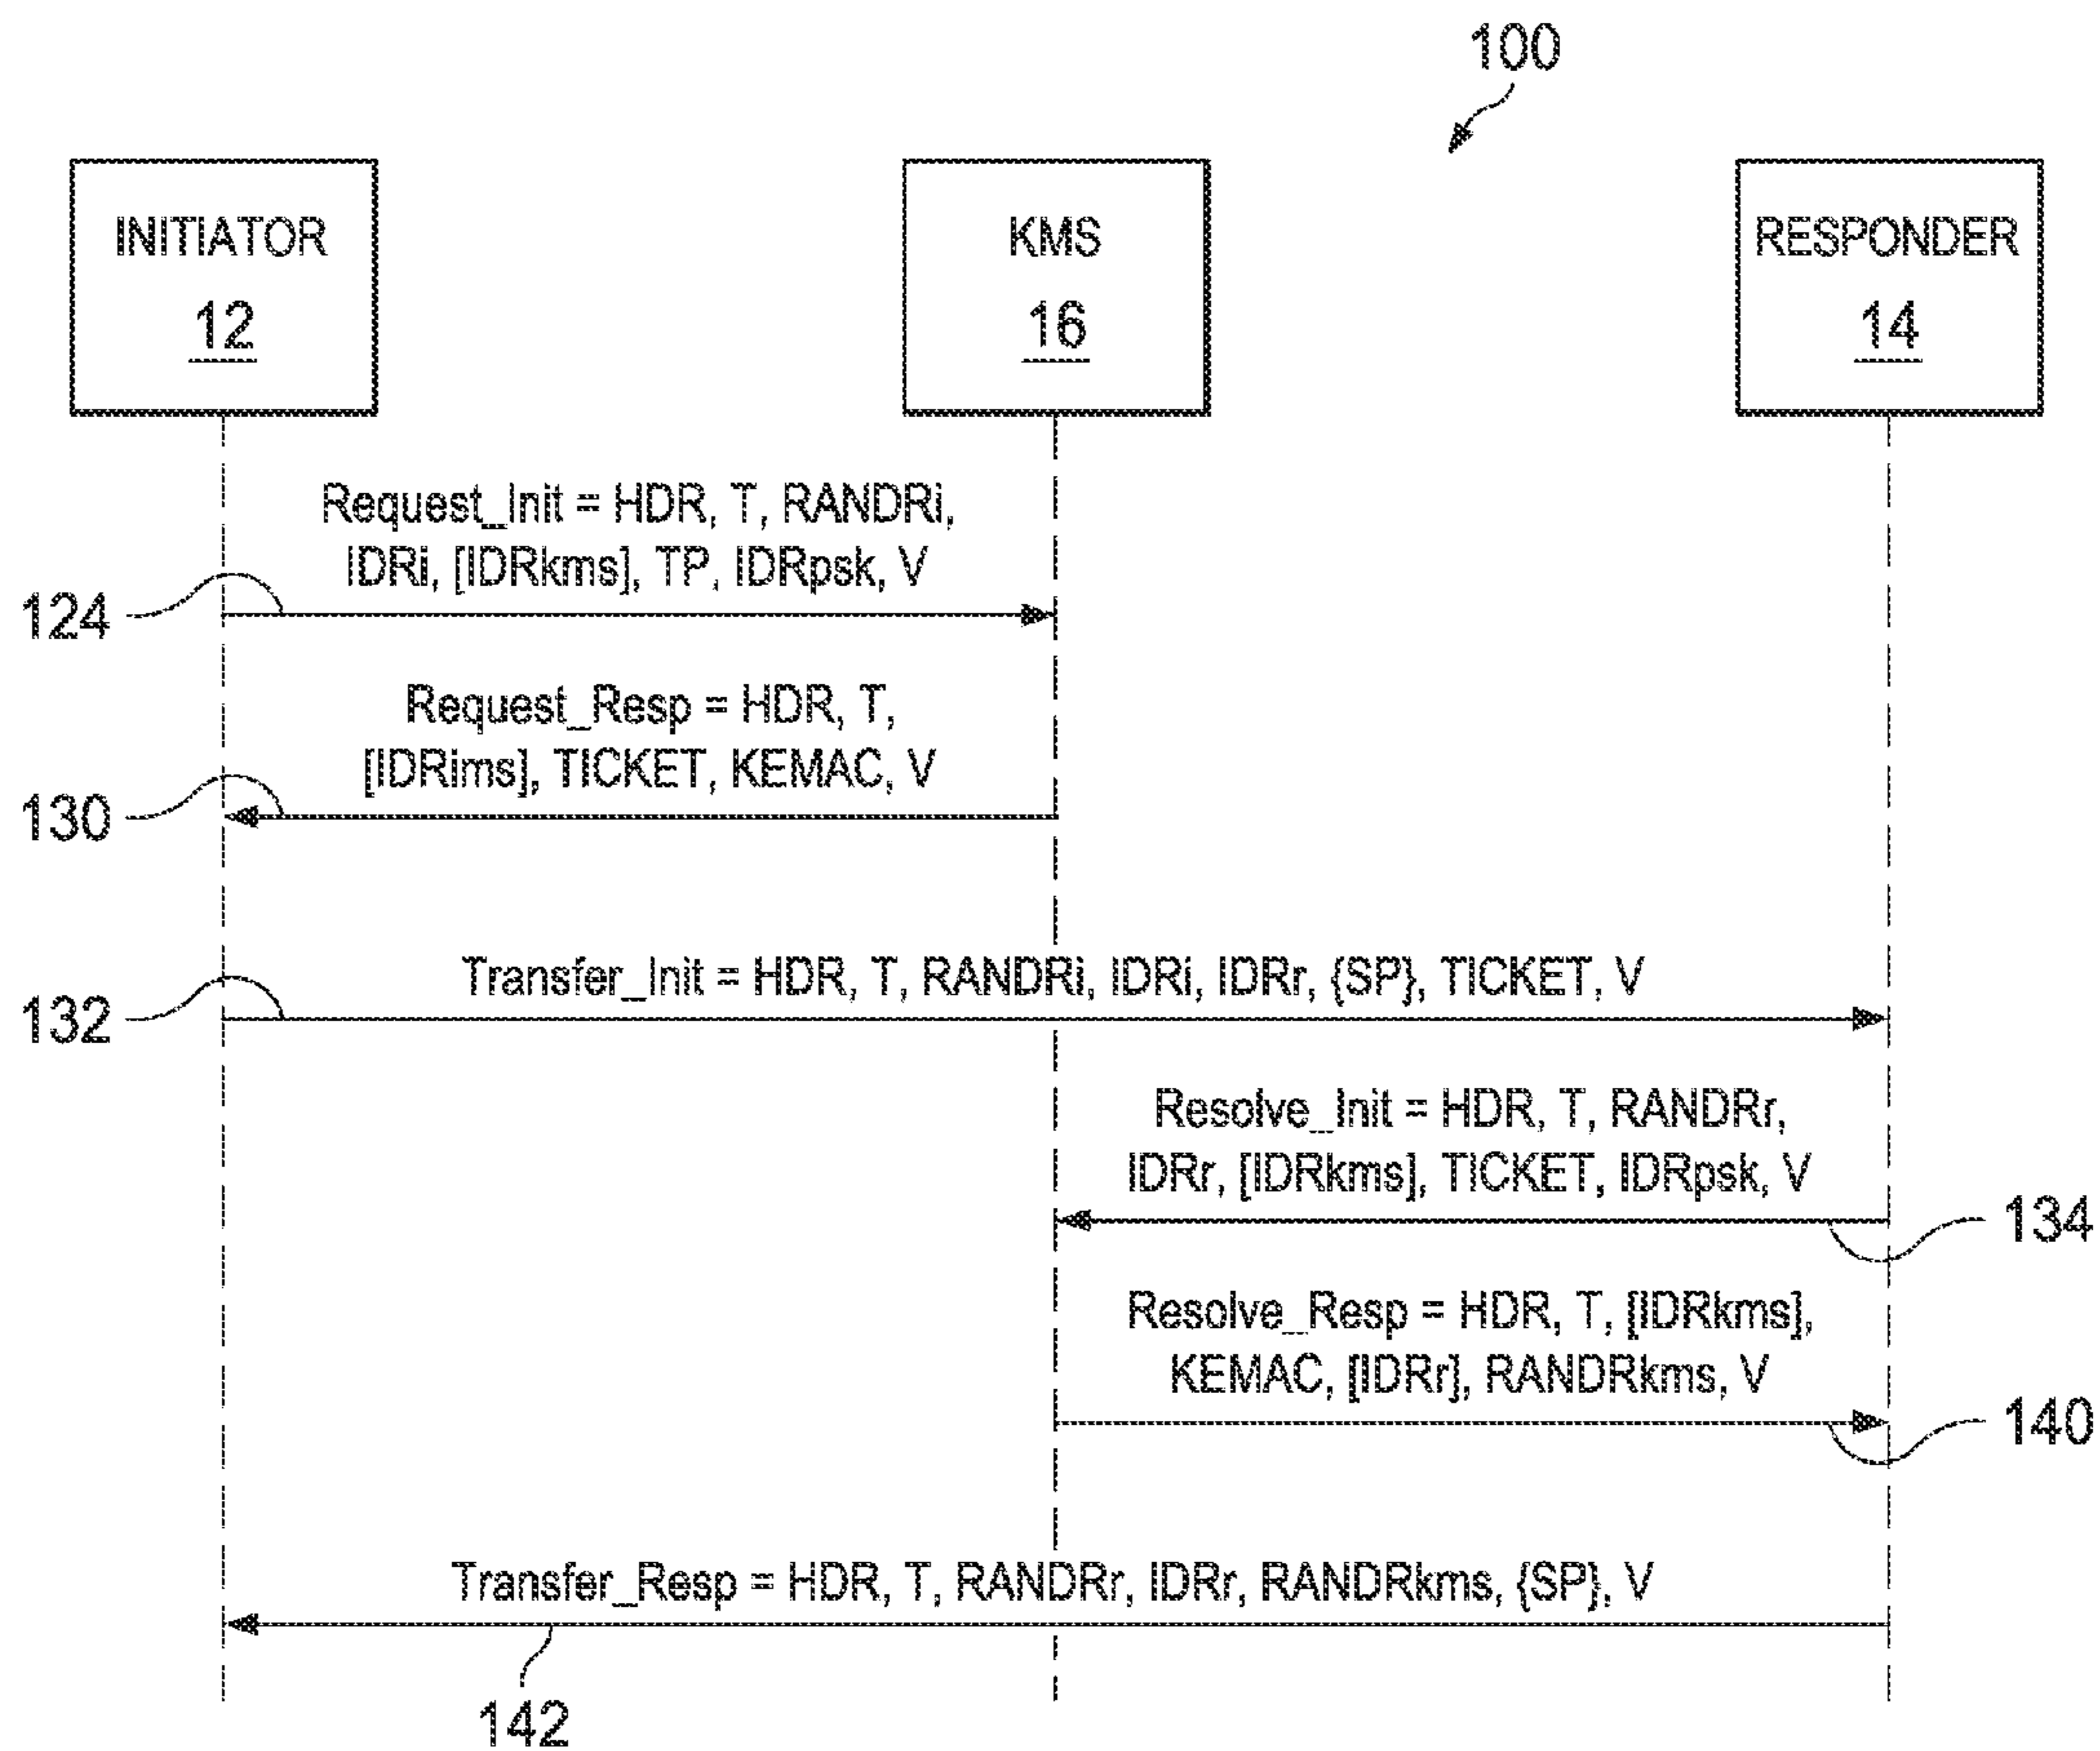 100
INITIATOR
12
KMS
16
RESPONDER
14
Request_Init = HDR, T, RANDRi,
IDRi, [IDRkms], TP, IDRpsk, V
124
Request_Resp = HDR, T,
[IDRims], TICKET, KEMAC, V
130
Transfer_Init = HDR, T, RANDRi, IDRi, IDRr, {SP}, TICKET, V
132
Resolve_Init = HDR, T, RANDRr,
IDRr, [IDRkms], TICKET, IDRpsk, V
134
Resolve_Resp = HDR, T, [IDRkms],
KEMAC, [IDRr], RANDRkms, V
140
Transfer_Resp = HDR, T, RANDRr, IDRr, RANDRkms, {SP}, V
142